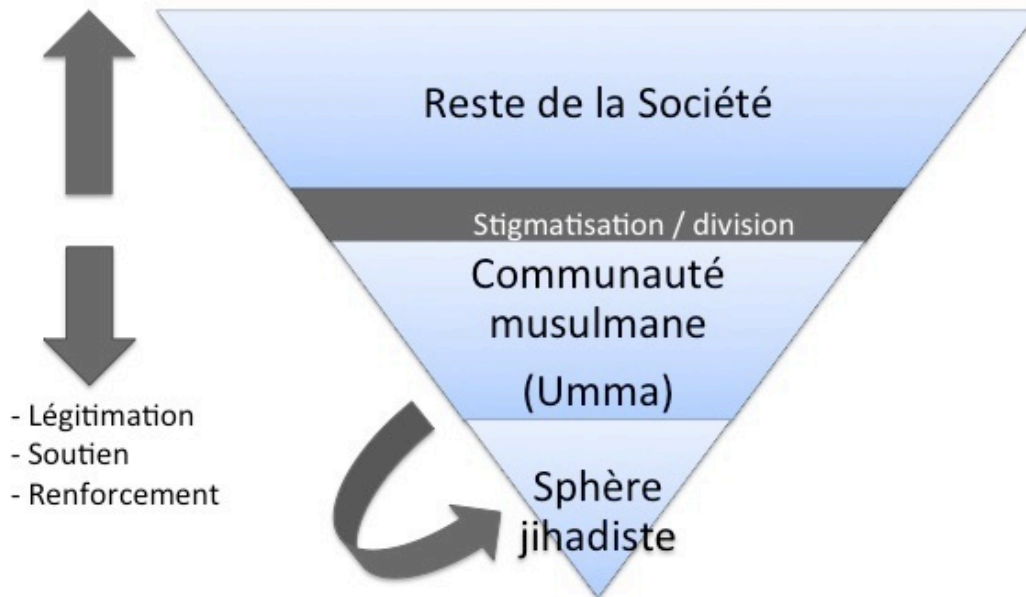 Reste de la Société
Stigmatisation / division
Communauté
musulmane
(Umma)
- Légitimation
- Soutien
- Renforcement
Sphère
jihadiste